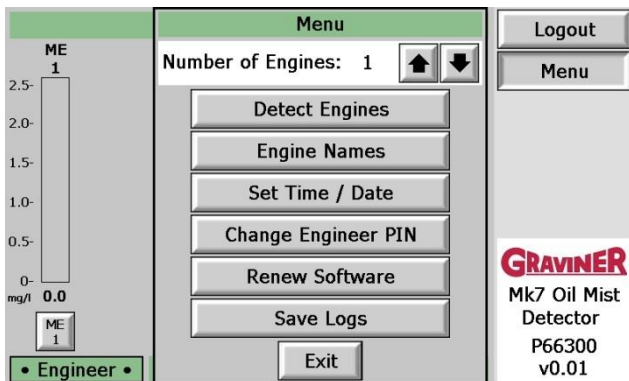 ME
1
2.5-
2.0-
1.5-
1.0-
0.5-
0-
mg/l 0.0
ME
1
• Engineer •
Menu
Number of Engines: 1
Detect Engines
Engine Names
Set Time / Date
Change Engineer PIN
Renew Software
Save Logs
Exit
Logout
Menu
GRAVINER
Mk7 Oil Mist
Detector
P66300
v0.01